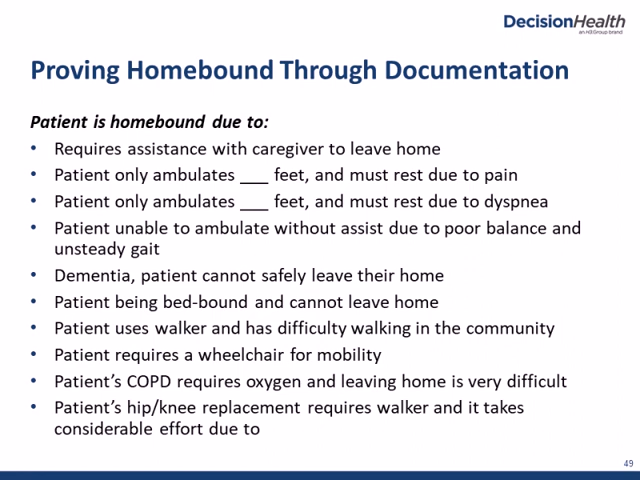 DecisionHealth
an H3Group brand
Proving Homebound Through Documentation
Patient is homebound due to:
• Requires assistance with caregiver to leave home
• Patient only ambulates ___ feet, and must rest due to pain
• Patient only ambulates ___ feet, and must rest due to dyspnea
• Patient unable to ambulate without assist due to poor balance and
unsteady gait
• Dementia, patient cannot safely leave their home
• Patient being bed-bound and cannot leave home
• Patient uses walker and has difficulty walking in the community
• Patient requires a wheelchair for mobility
• Patient's COPD requires oxygen and leaving home is very difficult
• Patient's hip/knee replacement requires walker and it takes
considerable effort due to
49